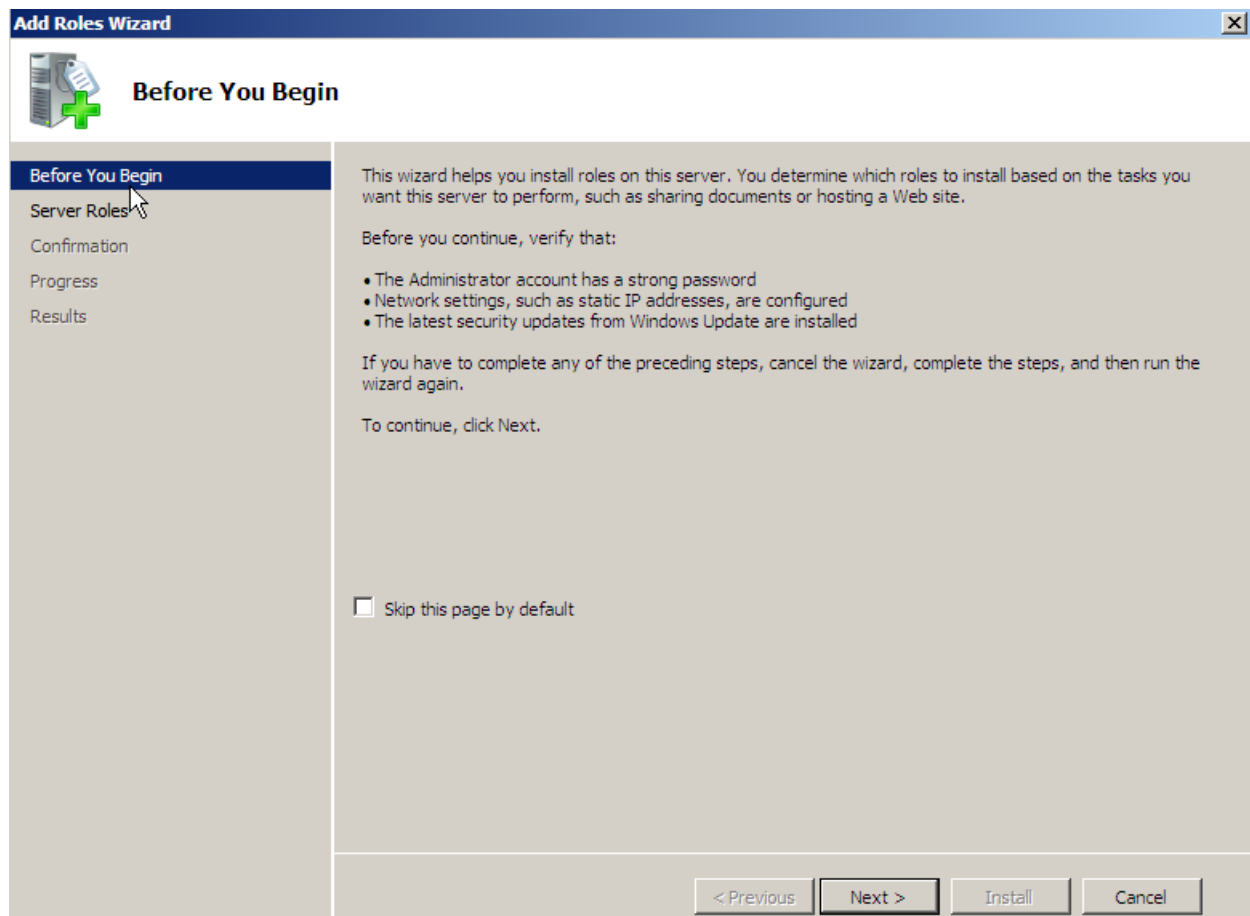 Add Roles Wizard
Before You Begin
Before You Begin
Server Roles
Confirmation
Progress
Results
This wizard helps you install roles on this server. You determine which roles to install based on the tasks you
want this server to perform, such as sharing documents or hosting a Web site.
Before you continue, verify that:
• The Administrator account has a strong password
• Network settings, such as static IP addresses, are configured
• The latest security updates from Windows Update are installed
If you have to complete any of the preceding steps, cancel the wizard, complete the steps, and then run the
wizard again.
To continue, click Next.
Skip this page by default
< Previous
Next >
Install
Cancel